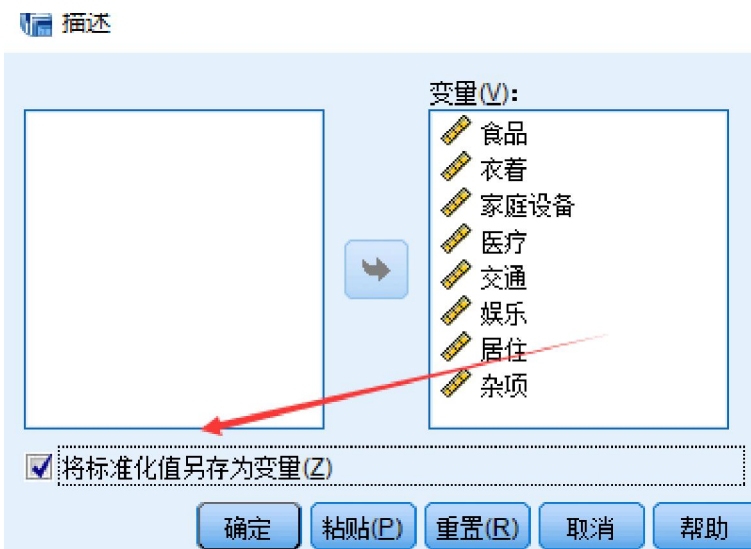 描述
变量(V):
食品
衣着
家庭设备
医疗
交通
娱乐
居住
杂项
将标准化值另存为变量(Z)
确定 粘贴(P) 重置(R) 取消 帮助